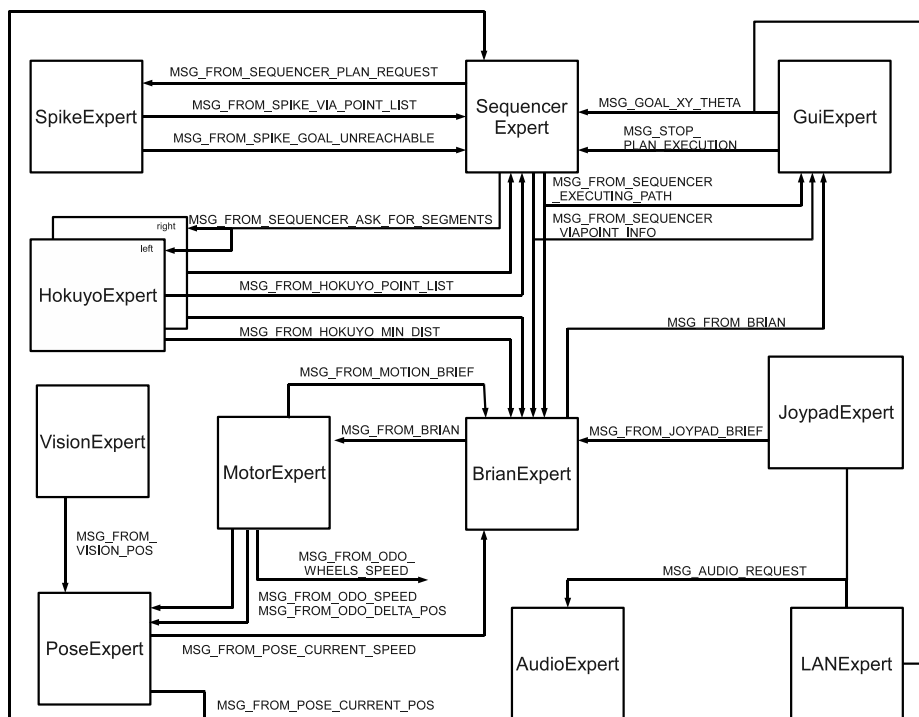 MSG_FROM_SEQUENCER_PLAN_REQUEST
MSG_FROM_SPIKE_VIA_POINT_LIST
MSG_FROM_SPIKE_GOAL_UNREACHABLE
SpikeExpert
Sequencer
Expert
MSG_GOAL_XY_THETA
MSG_STOP_
PLAN_EXECUTION
GuiExpert
MSG_FROM_SEQUENCER
_EXECUTING_PATH
MSG_FROM_SEQUENCER_ASK_FOR_SEGMENTS
MSG_FROM_SEQUENCER_
VIAPOINT_INFO
right
left
HokuyoExpert
MSG_FROM_HOKUYO_POINT_LIST
MSG_FROM_HOKUYO_MIN_DIST
MSG_FROM_BRIAN
MSG_FROM_MOTION_BRIEF
VisionExpert
MotorExpert
MSG_FROM_BRIAN
BrianExpert
MSG_FROM_JOYPAD_BRIEF
JoypadExpert
MSG_FROM_
VISION_POS
MSG_FROM_ODO_
WHEELS_SPEED
MSG_FROM_ODO_SPEED
MSG_FROM_ODO_DELTA_POS
MSG_AUDIO_REQUEST
PoseExpert
MSG_FROM_POSE_CURRENT_SPEED
AudioExpert
LANExpert
MSG_FROM_POSE_CURRENT_POS